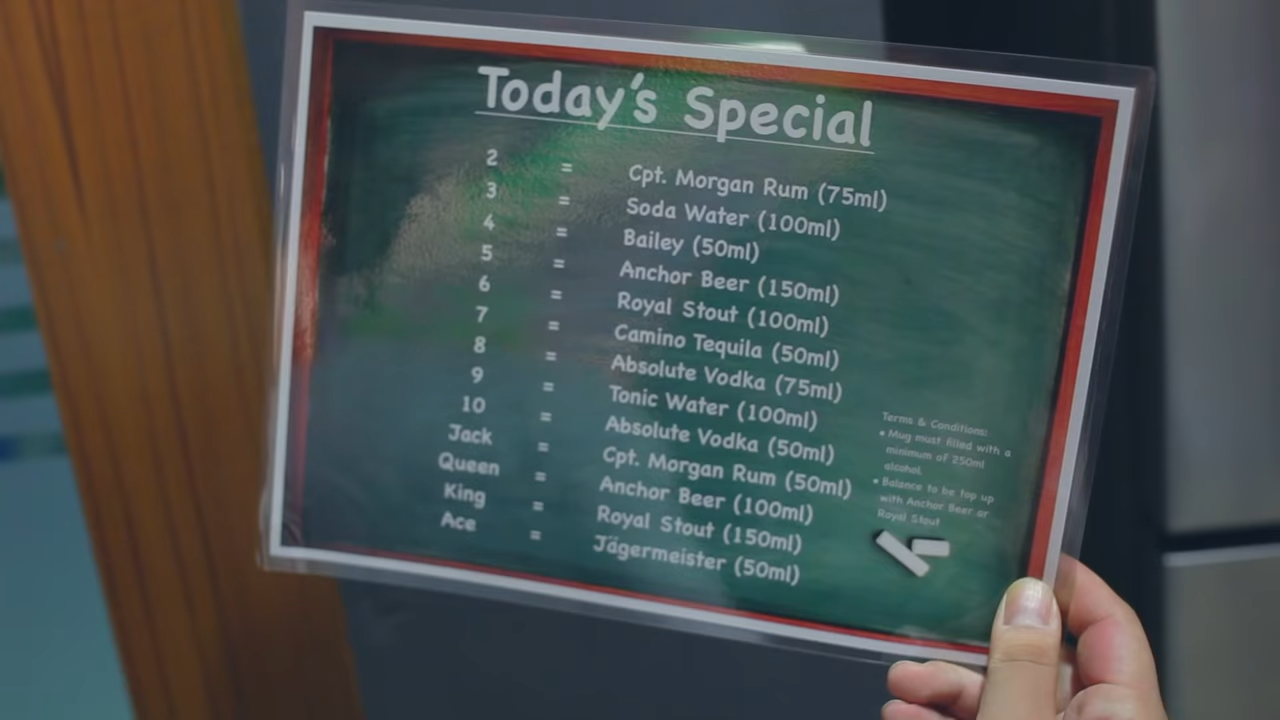 Today's Special
2 = Cpt. Morgan Rum (75ml)
3 = Soda Water (100ml)
4 = Bailey (50ml)
5 = Anchor Beer (150ml)
6 = Royal Stout (100ml)
7 = Camino Tequila (50ml)
8 = Absolute Vodka (75ml)
9 = Tonic Water (100ml)
10 = Absolute Vodka (50ml)
Jack = Cpt. Morgan Rum (50ml)
Queen = Anchor Beer (100ml)
King = Royal Stout (150ml)
Ace = Jägermeister (50ml)
Terms & Conditions:
• Mug must filled with a
minimum of 250ml
alcohol.
• Balance to be top up
with Anchor Beer or
Royal Stout